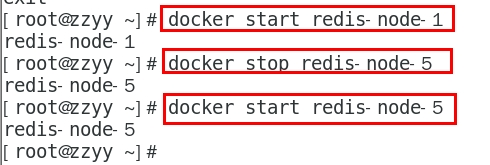 exit
[root@zzyy ~]# docker start redis-node-1
redis-node-1
[root@zzyy ~]# docker stop redis-node-5
redis-node-5
[root@zzyy ~]# docker start redis-node-5
redis-node-5
[root@zzyy ~]#